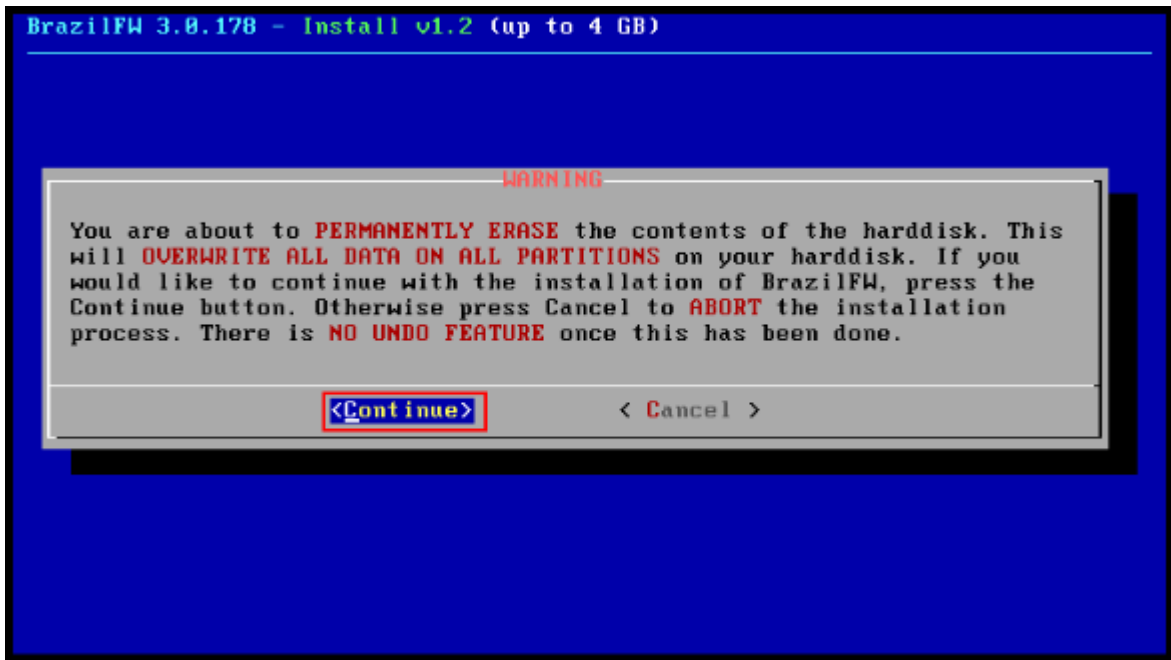 BrazilFW 3.0.178 - Install v1.2 (up to 4 GB)
WARNING
You are about to PERMANENTLY ERASE the contents of the harddisk. This
will OVERWRITE ALL DATA ON ALL PARTITIONS on your harddisk. If you
would like to continue with the installation of BrazilFW, press the
Continue button. Otherwise press Cancel to ABORT the installation
process. There is NO UNDO FEATURE once this has been done.
<Continue> < Cancel >